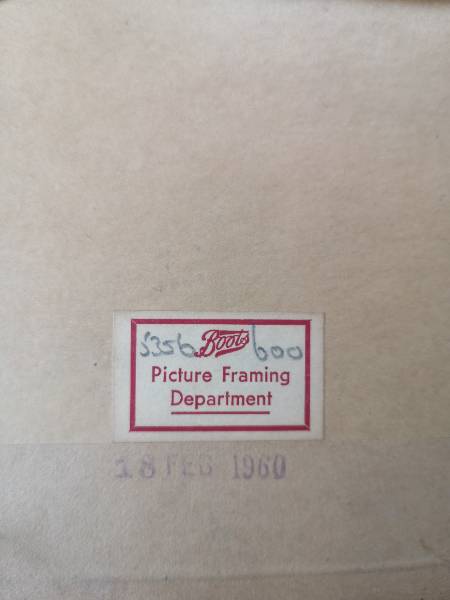 5356 Boots 600
Picture Framing
Department
18 FEB 1960